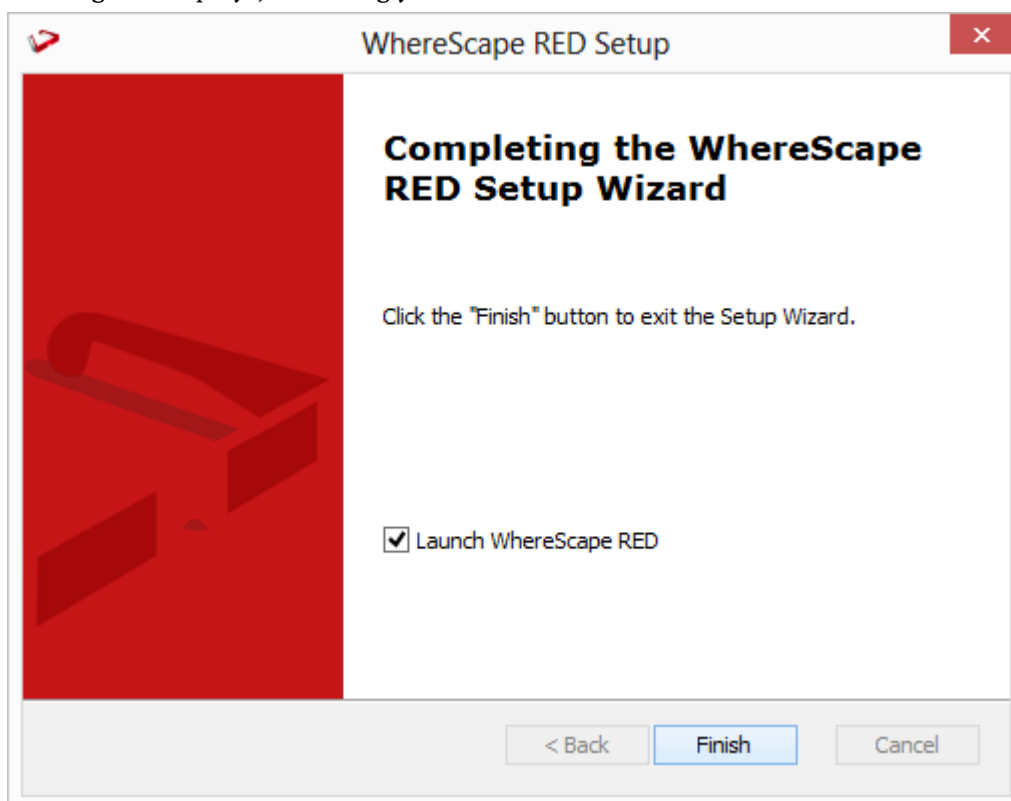 WhereScape RED Setup
Completing the WhereScape
RED Setup Wizard
Click the "Finish" button to exit the Setup Wizard.
Launch WhereScape RED
< Back Finish Cancel